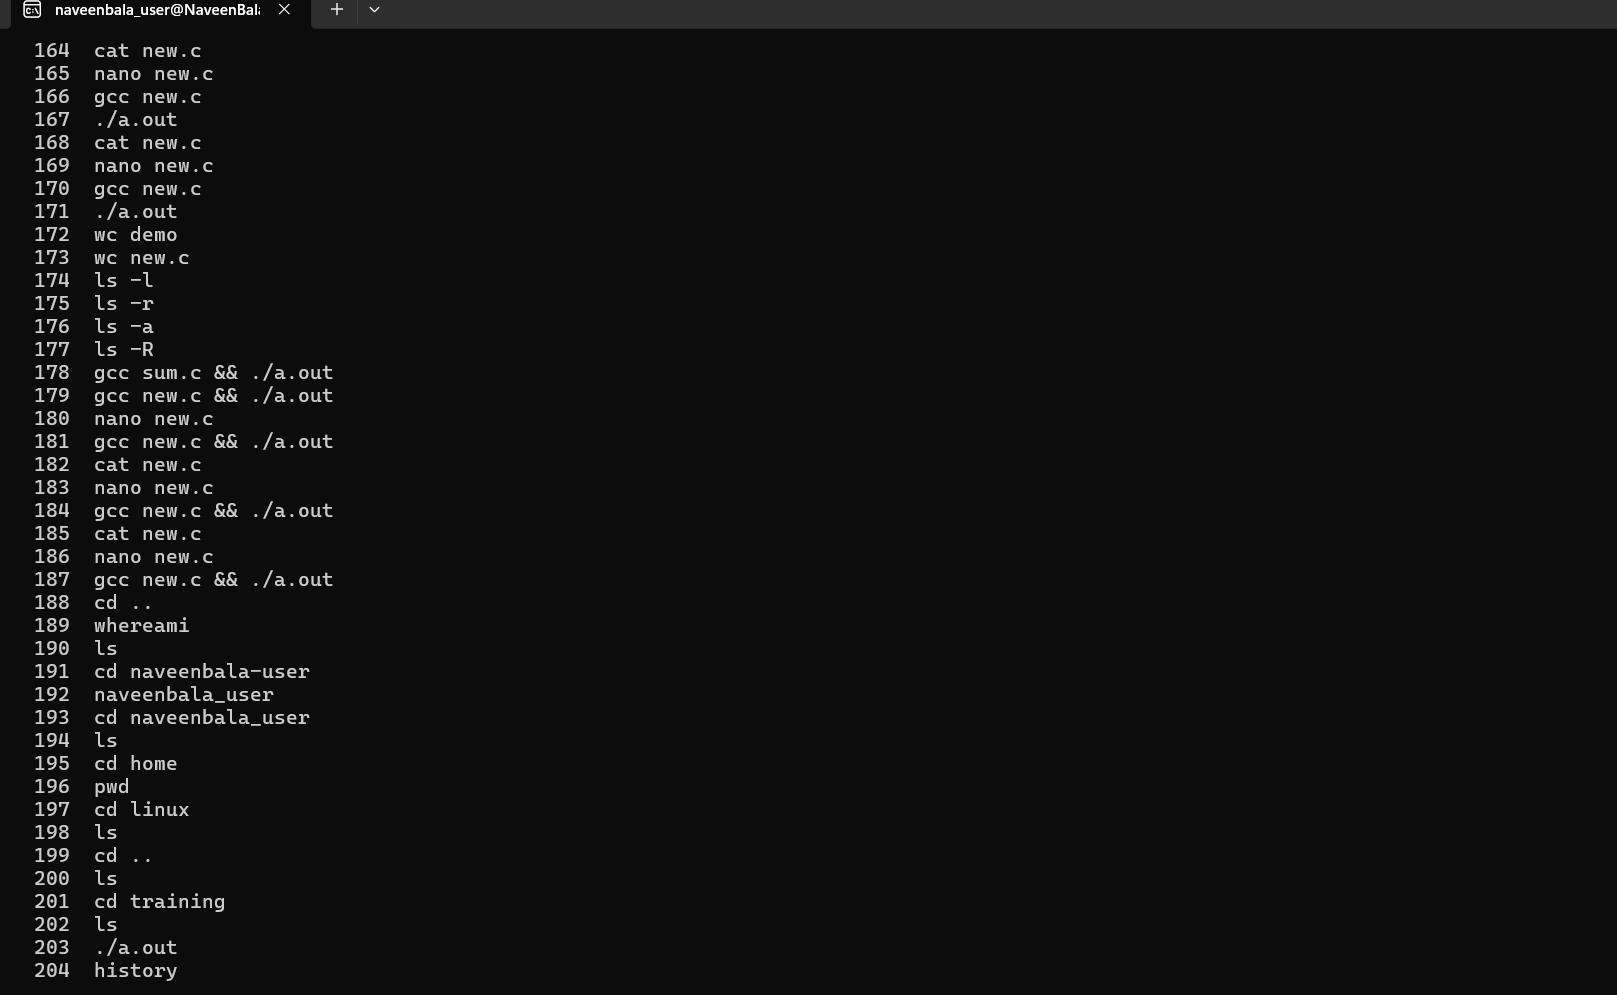 naveenbala_user@NaveenBala
164 cat new.c
165 nano new.c
166 gcc new.c
167 ./a.out
168 cat new.c
169 nano new.c
170 gcc new.c
171 ./a.out
172 wc demo
173 wc new.c
174 ls -l
175 ls -r
176 ls -a
177 ls -R
178 gcc sum.c && ./a.out
179 gcc new.c && ./a.out
180 nano new.c
181 gcc new.c && ./a.out
182 cat new.c
183 nano new.c
184 gcc new.c && ./a.out
185 cat new.c
186 nano new.c
187 gcc new.c && ./a.out
188 cd ..
189 whereami
190 ls
191 cd naveenbala-user
192 naveenbala_user
193 cd naveenbala_user
194 ls
195 cd home
196 pwd
197 cd linux
198 ls
199 cd ..
200 ls
201 cd training
202 ls
203 ./a.out
204 history